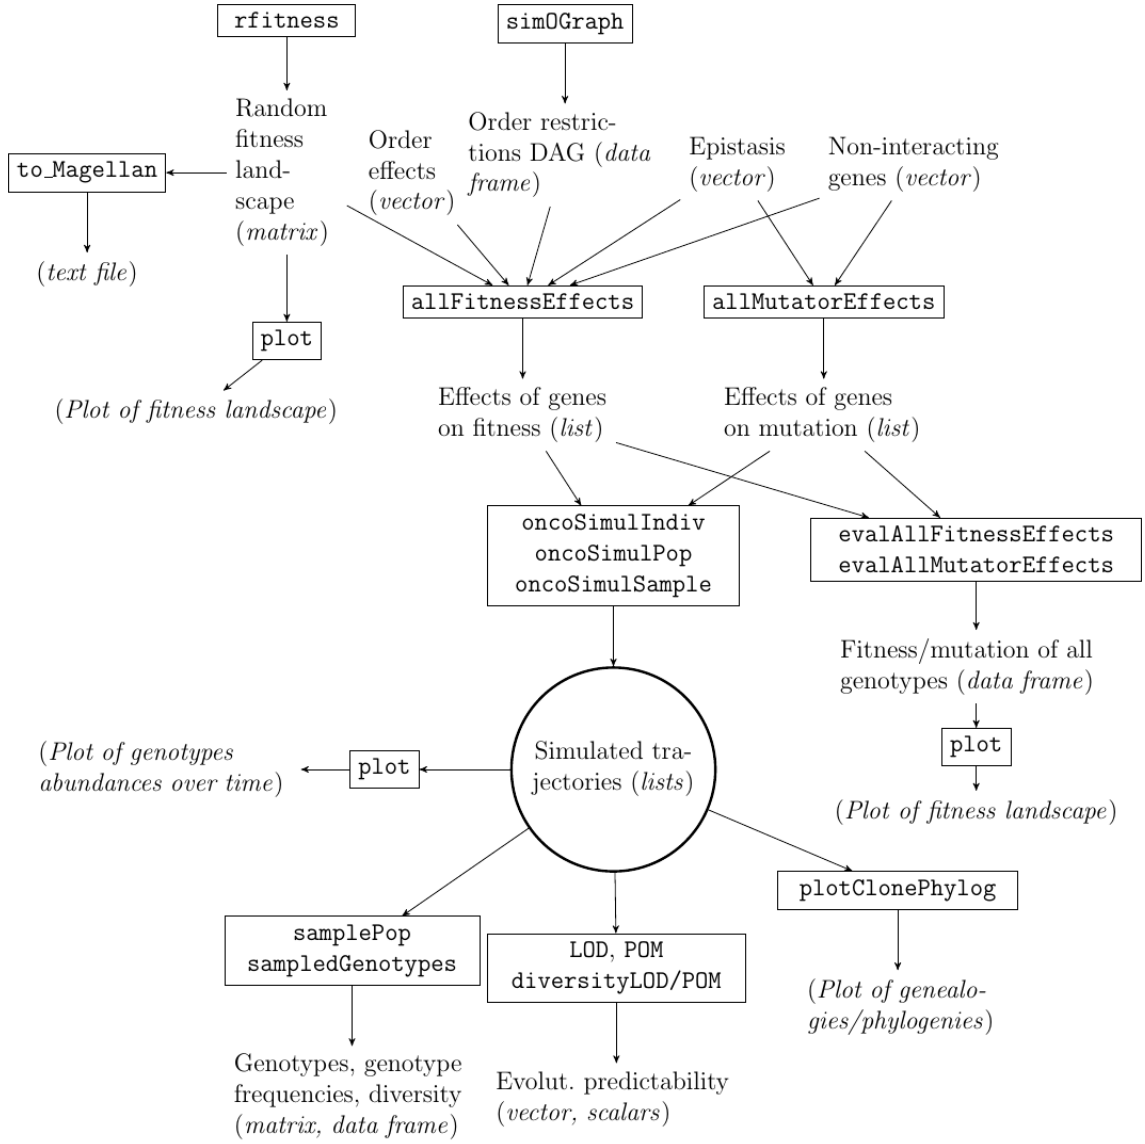 rfitness
simOGraph
Random
fitness
land-
scape
(matrix)
Order
effects
(vector)
Order restric-
tions DAG (data
frame)
Epistasis
(vector)
Non-interacting
genes (vector)
to_Magellan
(text file)
allFitnessEffects
allMutatorEffects
plot
(Plot of fitness landscape)
Effects of genes
on fitness (list)
Effects of genes
on mutation (list)
oncoSimulIndiv
oncoSimulPop
oncoSimulSample
evalAllFitnessEffects
evalAllMutatorEffects
Fitness/mutation of all
genotypes (data frame)
plot
(Plot of fitness landscape)
Simulated tra-
jectories (lists)
plot
(Plot of genotypes
abundances over time)
plotClonePhylog
(Plot of genealo-
gies/phylogenies)
samplePop
sampledGenotypes
LOD, POM
diversityLOD/POM
Genotypes, genotype
frequencies, diversity
(matrix, data frame)
Evolut. predictability
(vector, scalars)